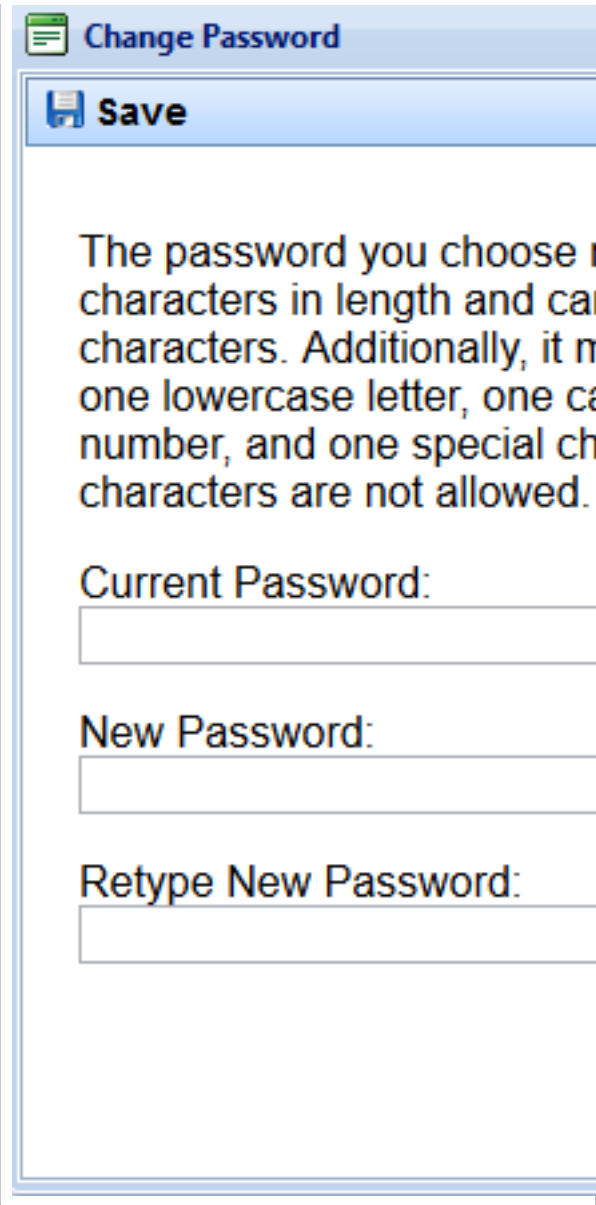 Change Password
Save
The password you choose
characters in length and
characters. Additionally, it
one lowercase letter, one
number, and one special
characters are not allowed.
Current Password:
New Password:
Retype New Password: